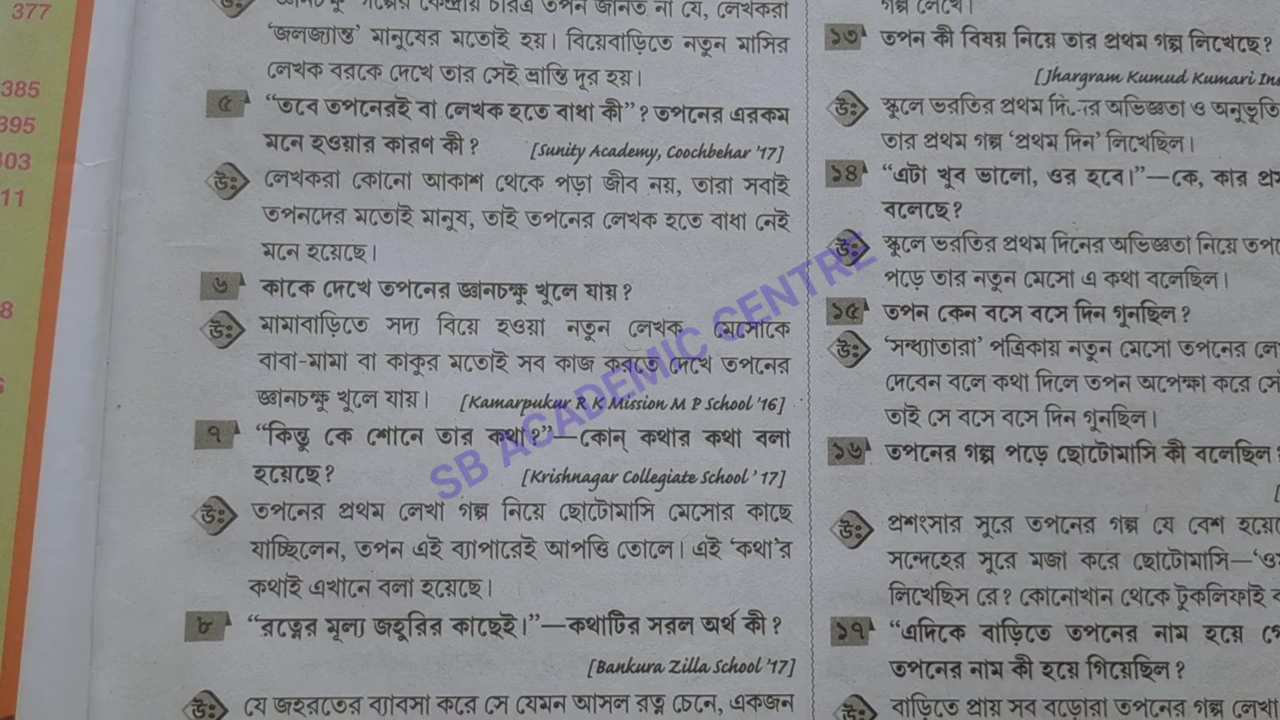 377
385
395
403
11
8
লেখকরা
‘জলজ্যান্ত’ মানুষের মতোই হয়। বিয়েবাড়িতে নতুন মাসির
লেখক বরকে দেখে তার সেই ভ্রান্তি দূর হয়।
৫ “তবে তপনেরই বা লেখক হতে বাধা কী”? তপনের এরকম
মনে হওয়ার কারণ কী? [Sunity Academy, Coochbehar '17]
উঃ লেখকরা কোনো আকাশ থেকে পড়া জীব নয়, তারা সবাই
তপনদের মতোই মানুষ, তাই তপনের লেখক হতে বাধা নেই
মনে হয়েছে।
৬ কাকে দেখে তপনের জ্ঞানচক্ষু খুলে যায়?
উঃ মামাবাড়িতে সদ্য বিয়ে হওয়া নতুন লেখক মেসোকে
বাবা-মামা বা কাকুর মতোই সব কাজ করতে দেখে তপনের
জ্ঞানচক্ষু খুলে যায়। [Kamarpukur R K Mission M P School '16]
৭ “কিন্তু কে শোনে তার কথা?”—কোন্ কথার কথা বলা
হয়েছে? [Krishnagar Collegiate School '17]
উঃ তপনের প্রথম লেখা গল্প নিয়ে ছোটোমাসি মেসোর কাছে
যাচ্ছিলেন, তপন এই ব্যাপারেই আপত্তি তোলে। এই ‘কথা’র
কথাই এখানে বলা হয়েছে।
৮ “রত্নের মূল্য জহুরির কাছেই।”—কথাটির সরল অর্থ কী?
[Bankura Zilla School '17]
উঃ যে জহরতের ব্যাবসা করে সে যেমন আসল রত্ন চেনে, একজন
গল্প লেখে।
১৩ তপন কী বিষয় নিয়ে তার প্রথম গল্প লিখেছে?
[Jhargram Kumud Kumari Ins
উঃ স্কুলে ভরতির প্রথম দিনের অভিজ্ঞতা ও অনুভূতি
তার প্রথম গল্প ‘প্রথম দিন’ লিখেছিল।
১৪ “এটা খুব ভালো, ওর হবে।”—কে, কার প্র
বলেছে?
উঃ স্কুলে ভরতির প্রথম দিনের অভিজ্ঞতা নিয়ে তপ
পড়ে তার নতুন মেসো এ কথা বলেছিল।
১৫ তপন কেন বসে বসে দিন গুনছিল?
উঃ ‘সন্ধ্যাতারা’ পত্রিকায় নতুন মেসো তপনের লে
দেবেন বলে কথা দিলে তপন অপেক্ষা করে সে
তাই সে বসে বসে দিন গুনছিল।
১৬ তপনের গল্প পড়ে ছোটোমাসি কী বলেছিল?
উঃ প্রশংসার সুরে তপনের গল্প যে বেশ হয়ে
সন্দেহের সুরে মজা করে ছোটোমাসি—‘ও
লিখেছিস রে? কোনোখান থেকে টুকলিফাই ক
১৭ “এদিকে বাড়িতে তপনের নাম হয়ে গে
তপনের নাম কী হয়ে গিয়েছিল?
উঃ বাড়িতে প্রায় সব বড়োরা তপনের গল্প লেখা
SB ACADEMIC CENTRE